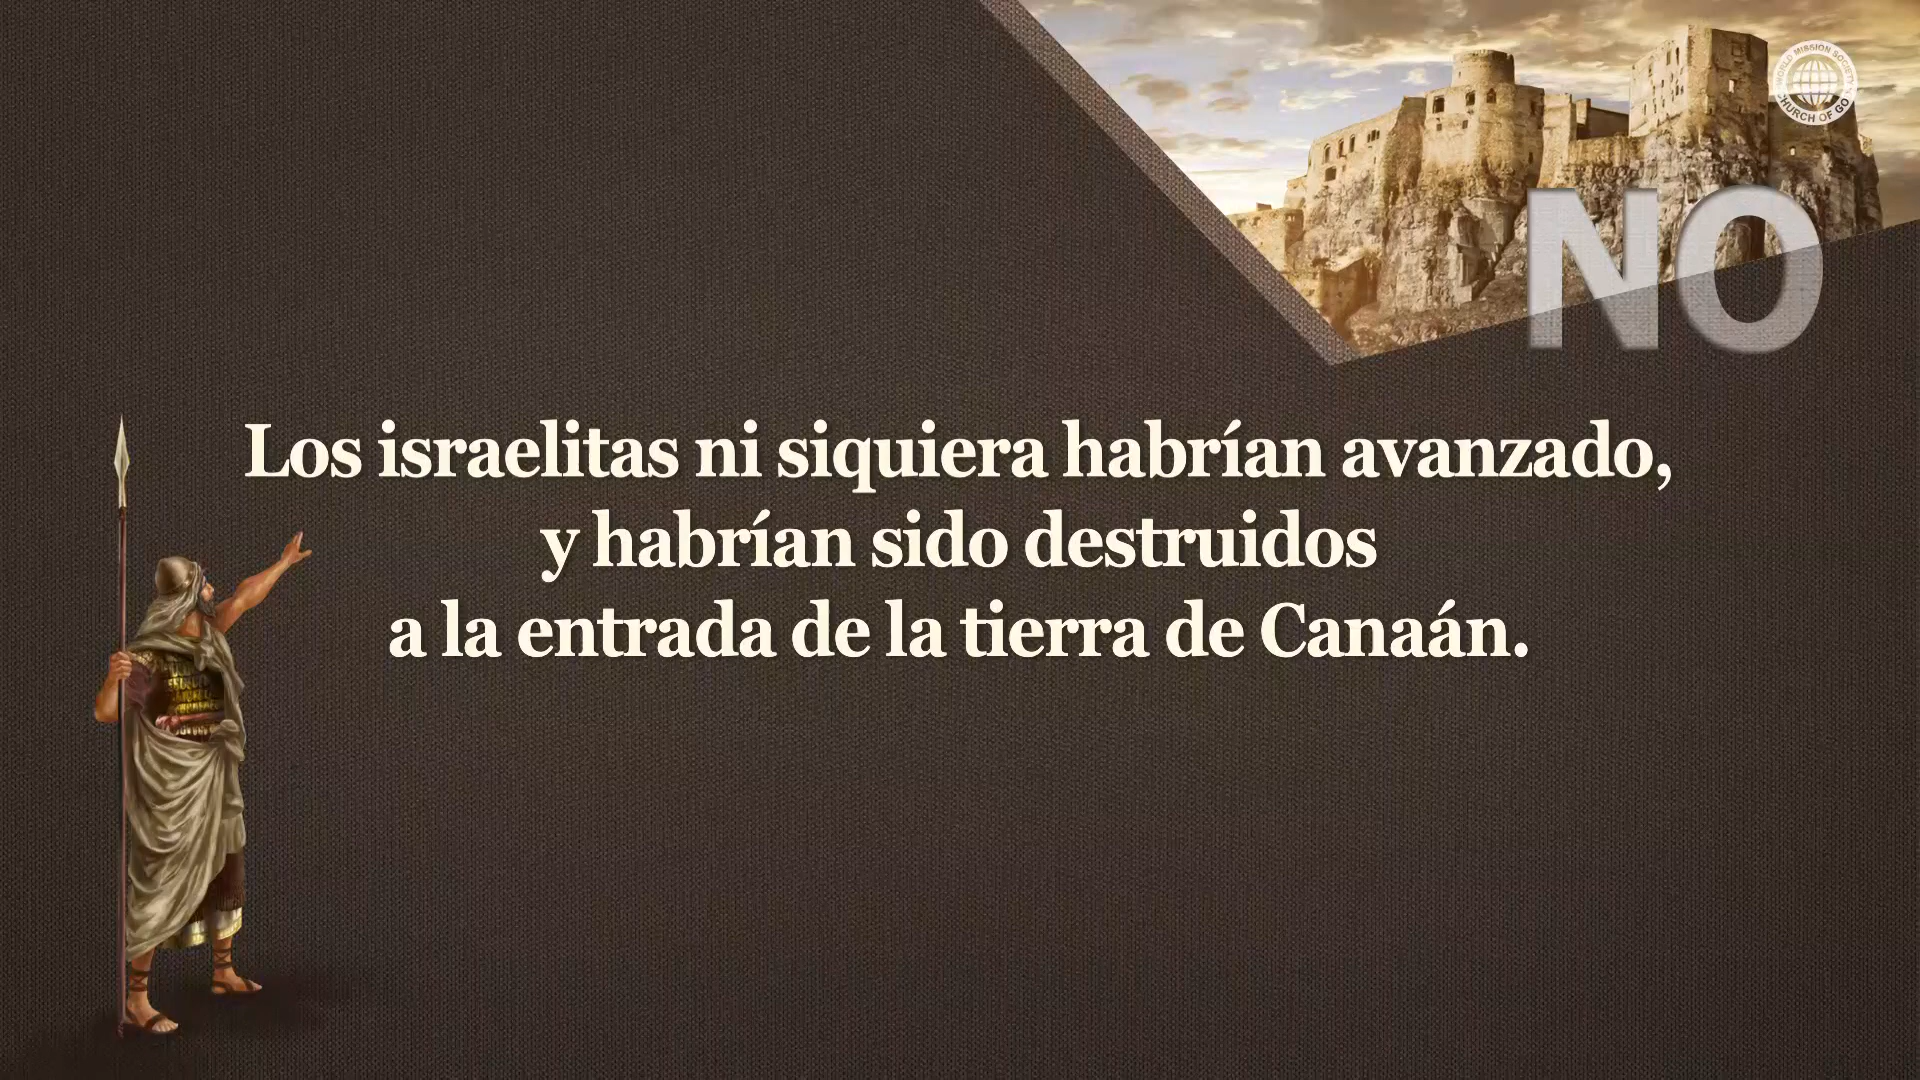 WORLD MISSION SOCIETY
CHURCH OF GOD
NO
Los israelitas ni siquiera habrían avanzado,
y habrían sido destruidos
a la entrada de la tierra de Canaán.